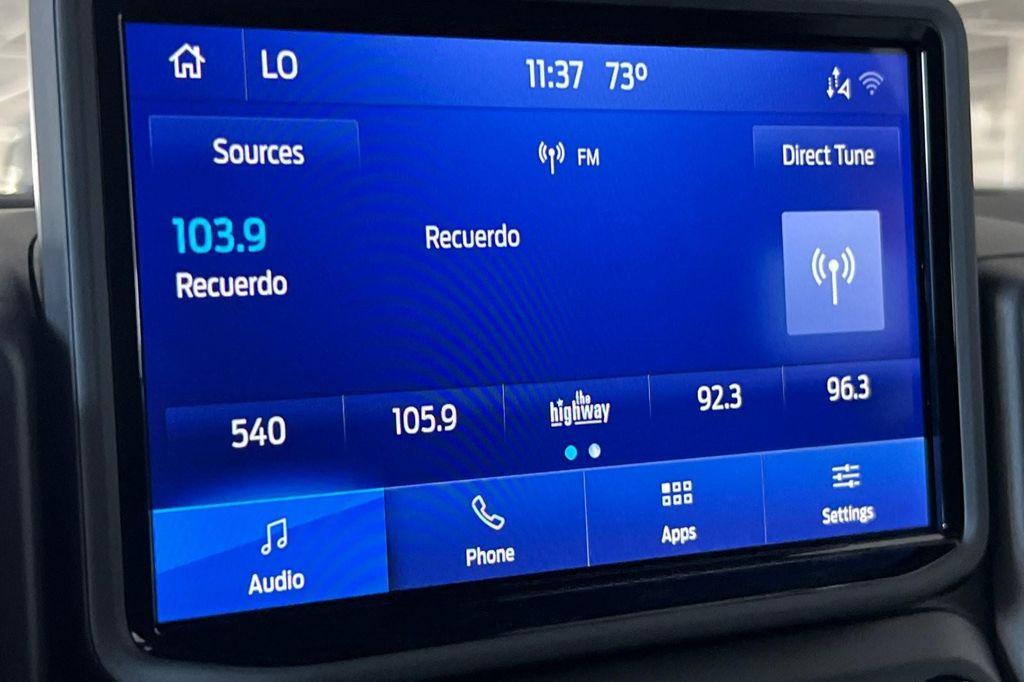 LO
11:37 73º
Sources
FM
Direct Tune
103.9
Recuerdo
Recuerdo
540
105.9
the
highway
92.3
96.3
Audio
Phone
Apps
Settings